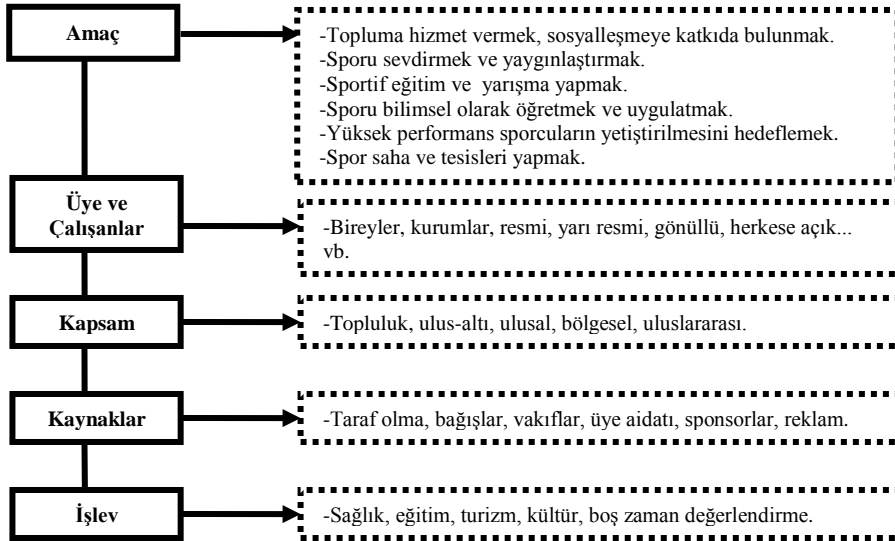 Amaç
-Topluma hizmet vermek, sosyalleşmeye katkıda bulunmak.
-Sporu sevdirmek ve yaygınlaştırmak.
-Sportif eğitim ve yarışma yapmak.
-Sporu bilimsel olarak öğretmek ve uygulatmak.
-Yüksek performans sporcuların yetiştirilmesini hedeflemek.
-Spor saha ve tesisleri yapmak.
Üye ve
Çalışanlar
-Bireyler, kurumlar, resmi, yarı resmi, gönüllü, herkese açık...
vb.
Kapsam
-Topluluk, ulus-altı, ulusal, bölgesel, uluslararası.
Kaynaklar
-Taraf olma, bağışlar, vakıflar, üye aidatı, sponsorlar, reklam.
İşlev
-Sağlık, eğitim, turizm, kültür, boş zaman değerlendirme.